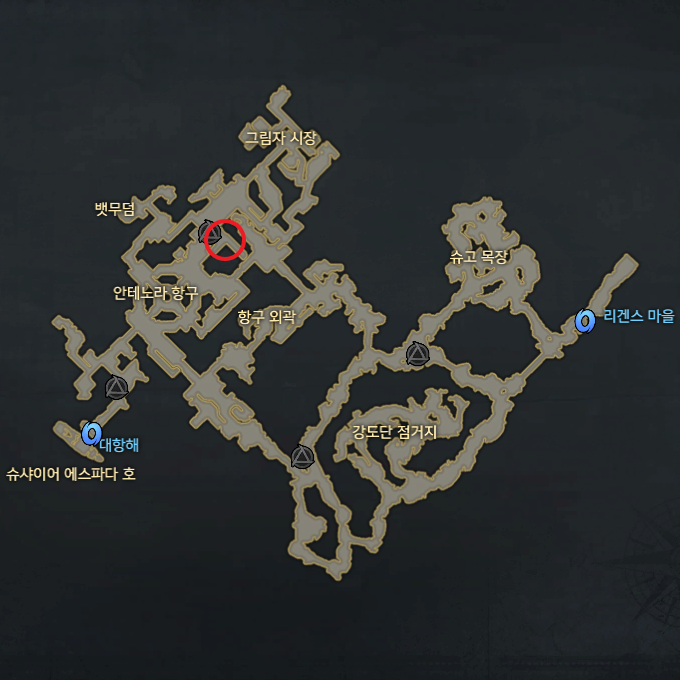 그림자 시장
뱃무덤
슈고 목장
안테노라 항구
항구 외곽
리겐스 마을
강도단 점거지
대항해
슈샤이어 에스파다 호